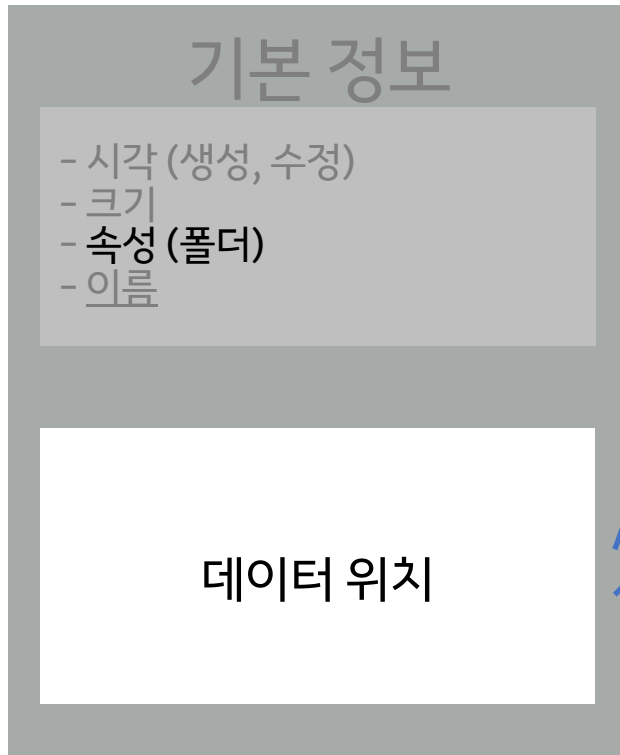 기본 정보
- 시각 (생성, 수정)
- 크기
- 속성 (폴더)
- 이름
데이터 위치